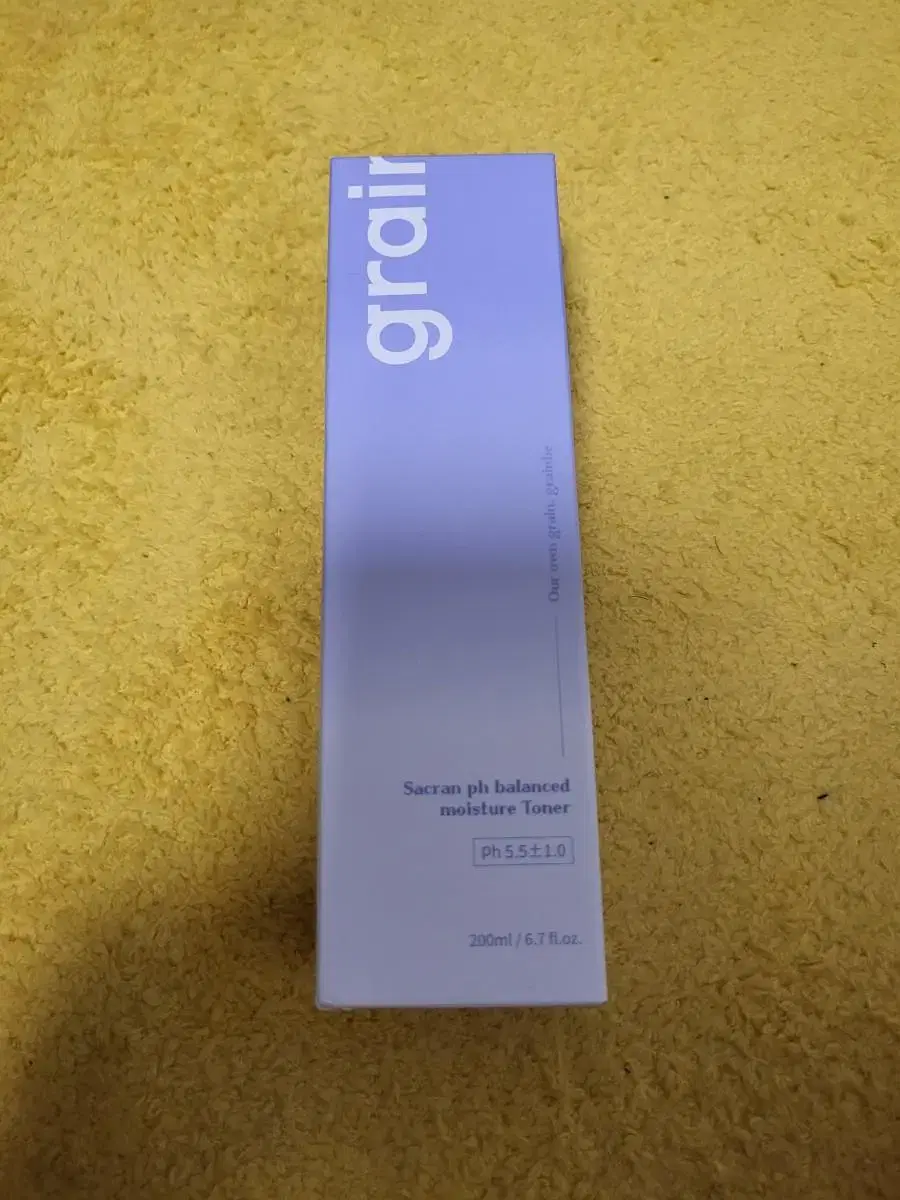 grain
Our own grain, grainbe
Sacran ph balanced
moisture Toner
Ph 5.5±1.0
200ml / 6.7 fl.oz.